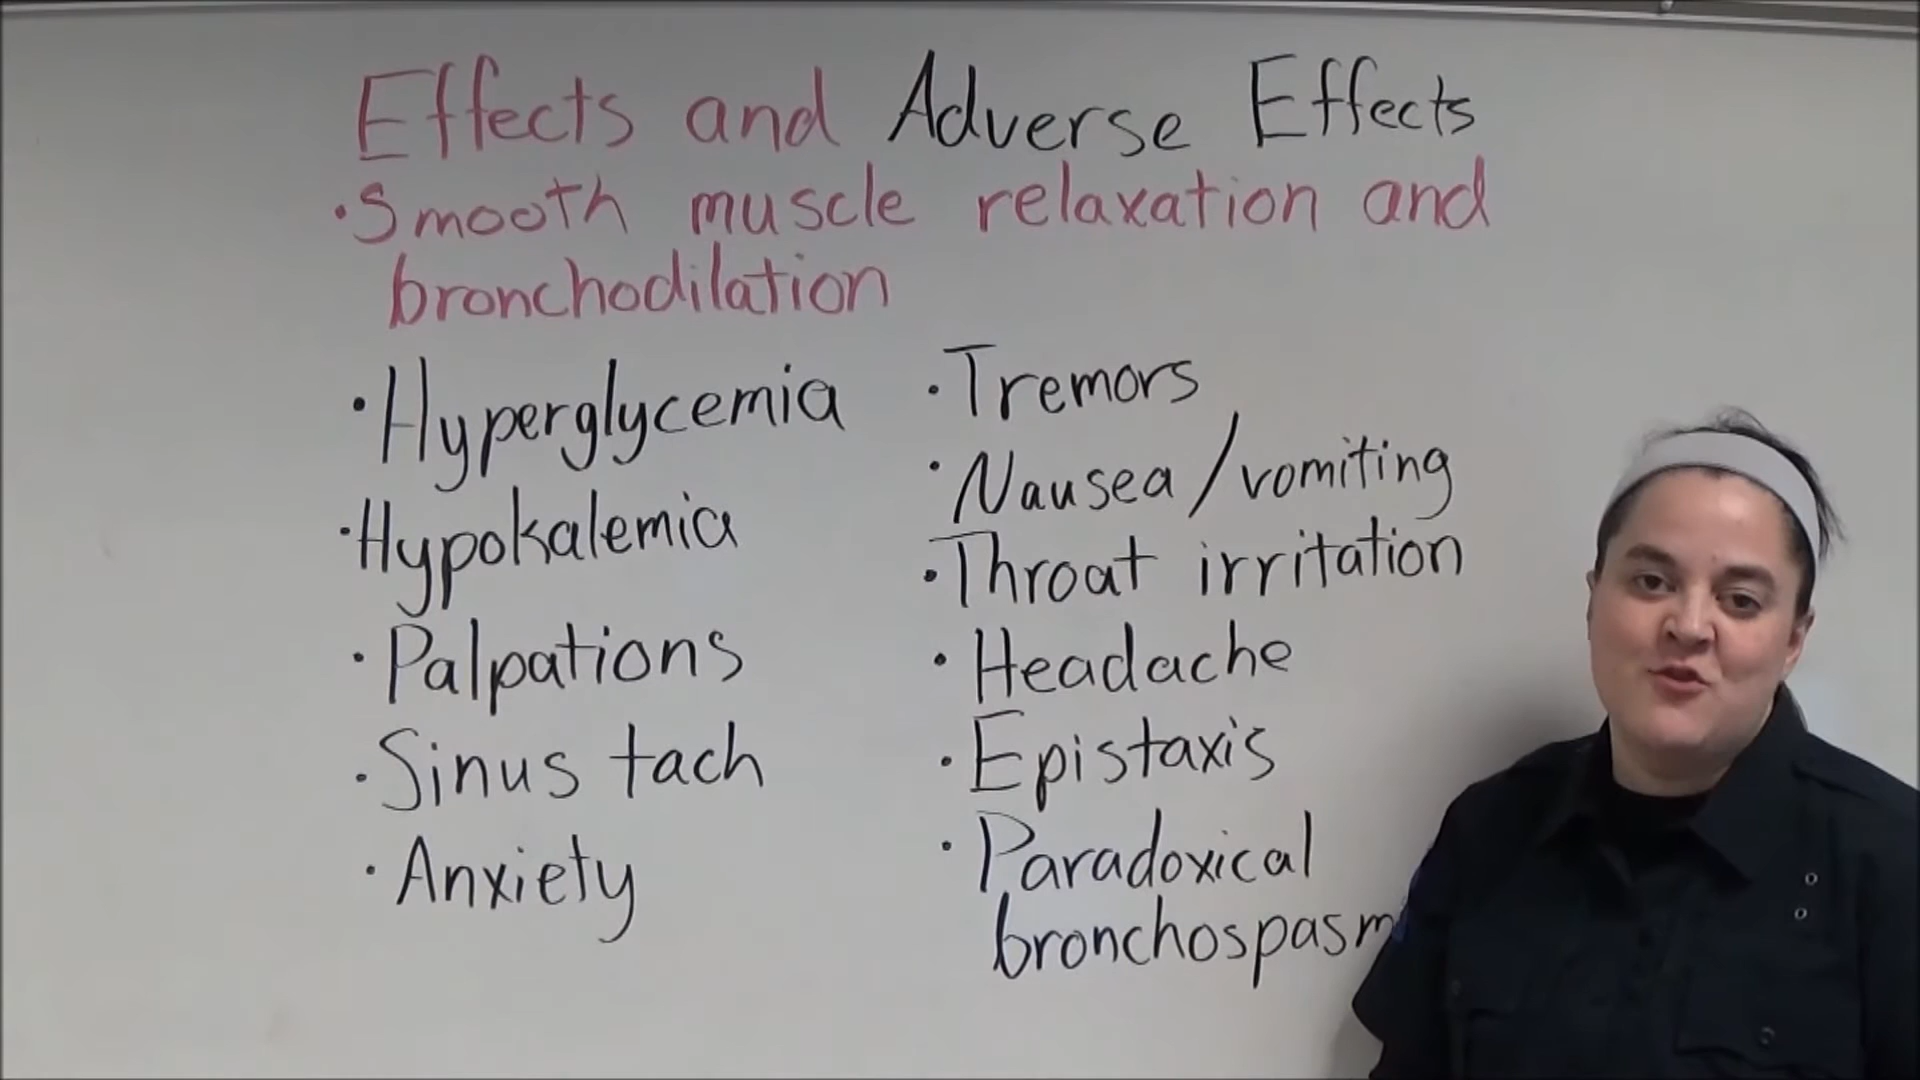 Effects and Adverse Effects
• Smooth muscle relaxation and
bronchodilation
• Hyperglycemia
• Hypokalemia
• Palpations
• Sinus tach
• Anxiety
• Tremors
• Nausea/vomiting
• Throat irritation
• Headache
• Epistaxis
• Paradoxical
bronchospasm